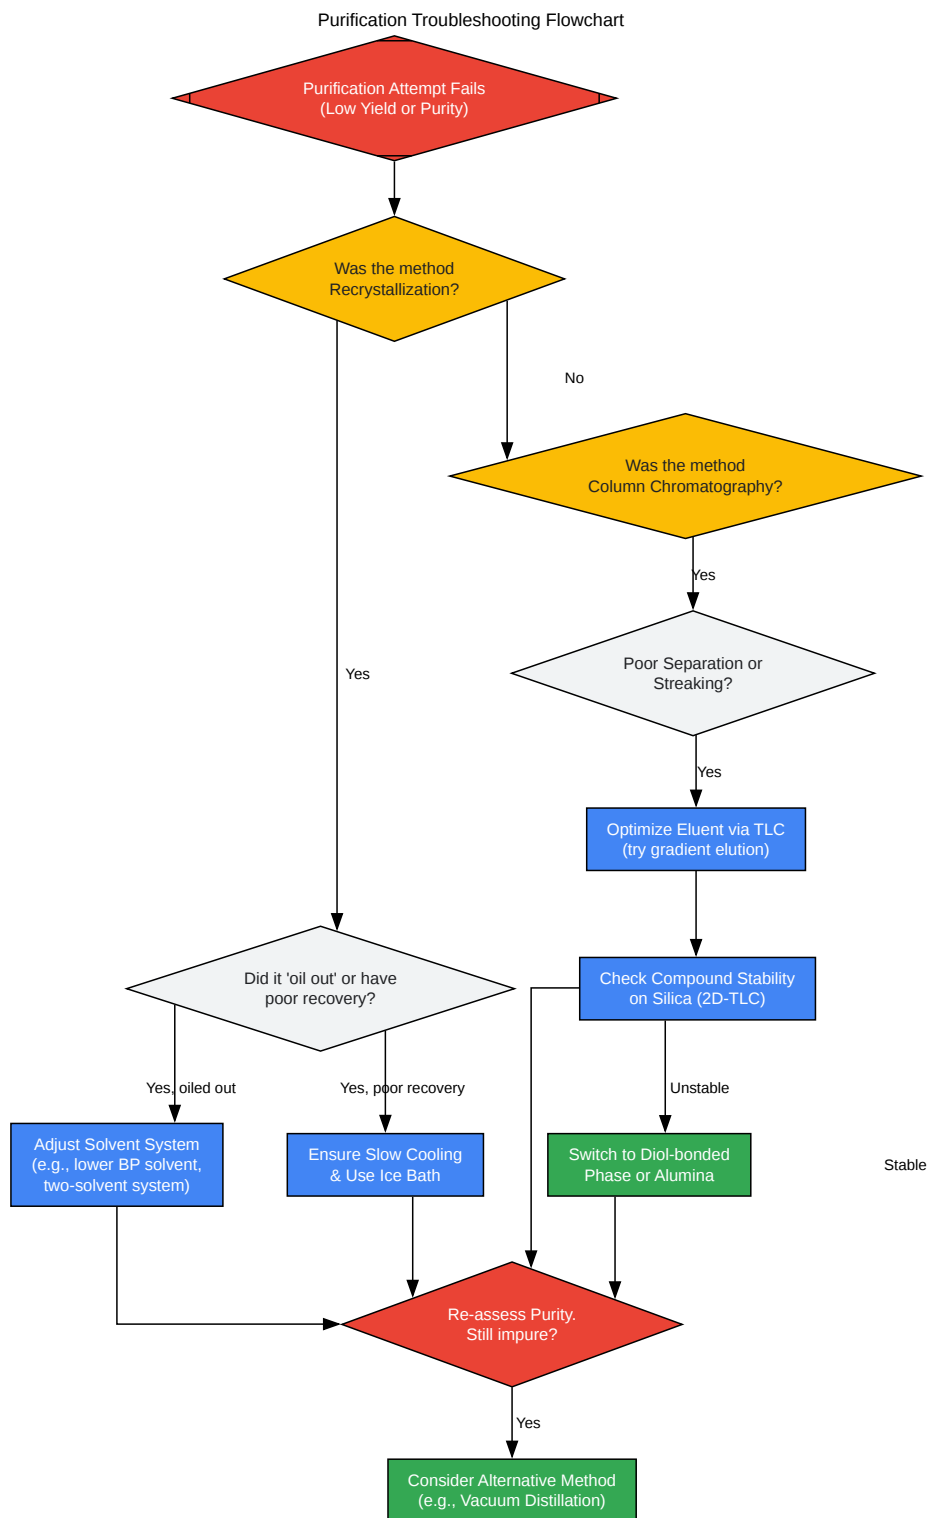 Purification Troubleshooting Flowchart
Purification Attempt Fails
(Low Yield or Purity)
Was the method
Recrystallization?
No
Was the method
Column Chromatography?
Yes
Poor Separation or
Streaking?
Yes
Yes
Optimize Eluent via TLC
(try gradient elution)
Did it 'oil out' or have
poor recovery?
Check Compound Stability
on Silica (2D-TLC)
Yes, oiled out
Yes, poor recovery
Unstable
Adjust Solvent System
(e.g., lower BP solvent,
two-solvent system)
Ensure Slow Cooling
& Use Ice Bath
Switch to Diol-bonded
Phase or Alumina
Stable
Re-assess Purity.
Still impure?
Yes
Consider Alternative Method
(e.g., Vacuum Distillation)